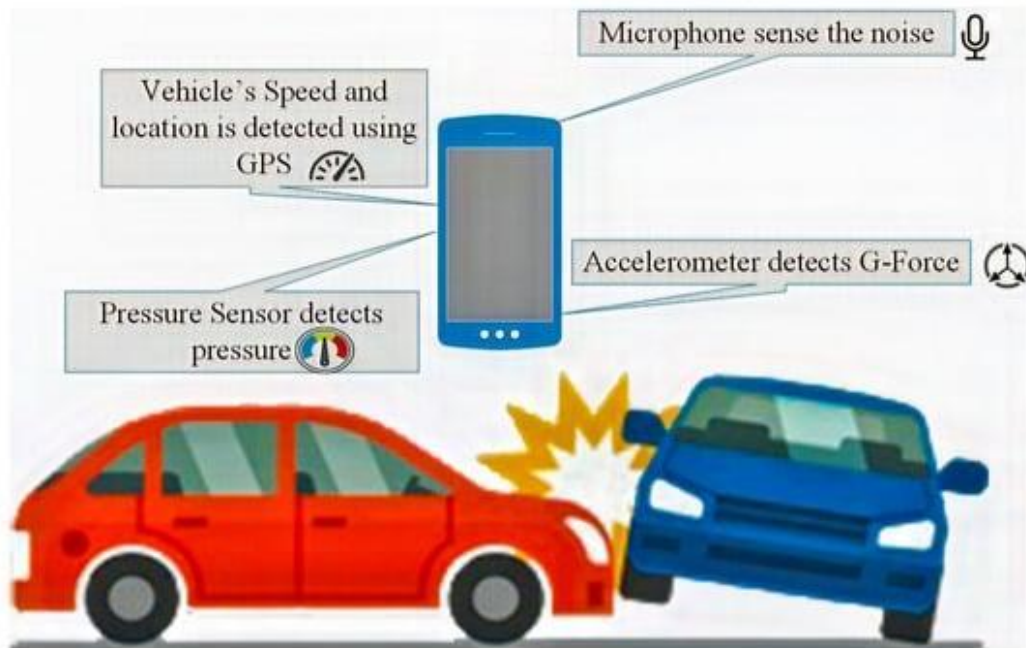 Microphone sense the noise
Vehicle's Speed and
location is detected using
GPS
Accelerometer detects G-Force
Pressure Sensor detects
pressure